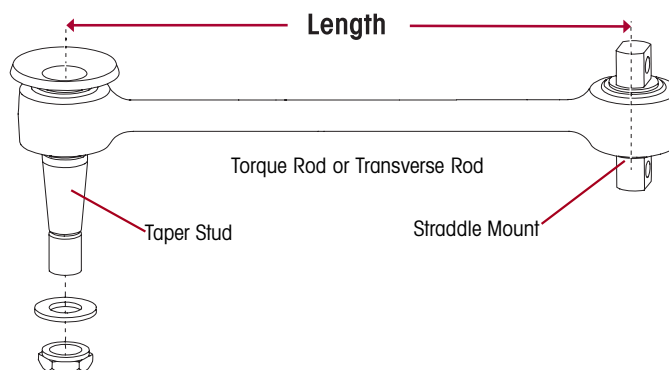 Length
Torque Rod or Transverse Rod
Taper Stud
Straddle Mount